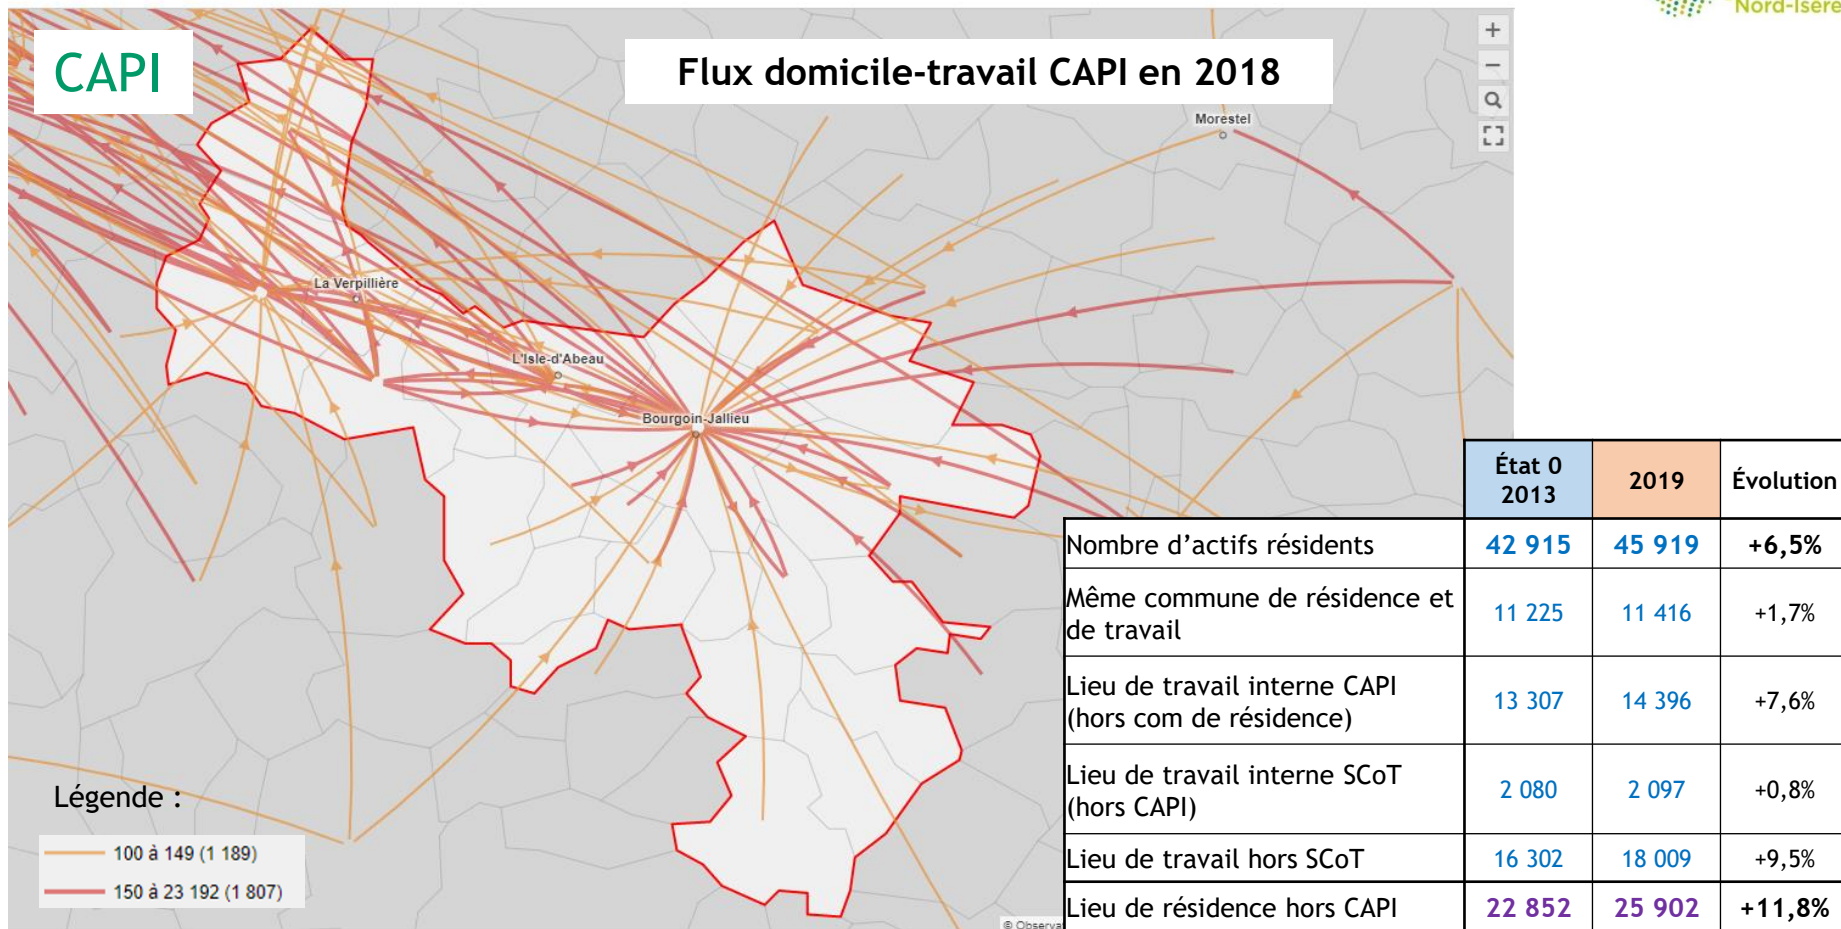 Nord-Isère
CAPI
Flux domicile-travail CAPI en 2018
+
−
Morestel
La Verpillière
L'Isle-d'Abeau
Bourgoin-Jallieu
Légende :
100 à 149 (1 189)
150 à 23 192 (1 807)
© Observa
État 0
2013
2019
Évolution
Nombre d’actifs résidents
42 915
45 919
+6,5%
Même commune de résidence et
de travail
11 225
11 416
+1,7%
Lieu de travail interne CAPI
(hors com de résidence)
13 307
14 396
+7,6%
Lieu de travail interne SCoT
(hors CAPI)
2 080
2 097
+0,8%
Lieu de travail hors SCoT
16 302
18 009
+9,5%
Lieu de résidence hors CAPI
22 852
25 902
+11,8%